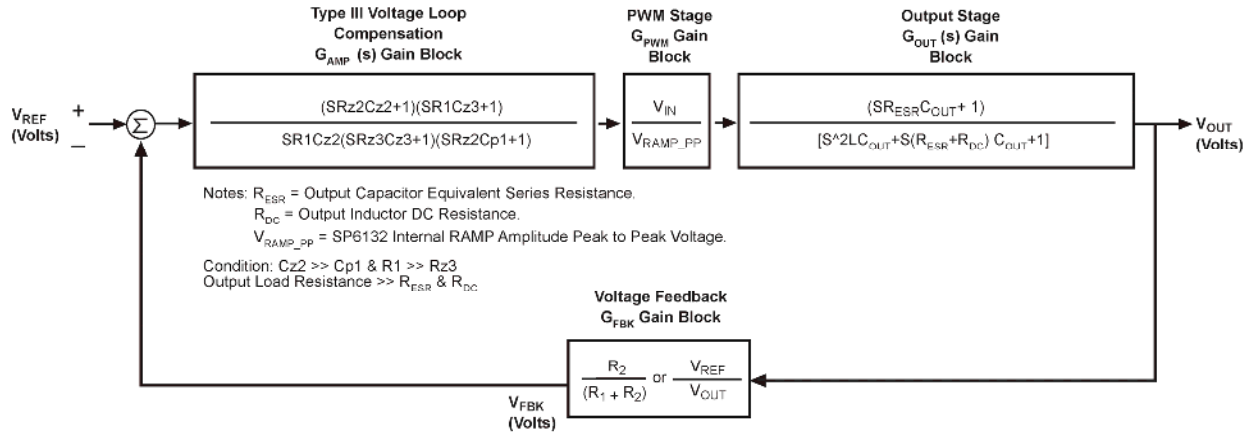 Type III Voltage Loop
Compensation
G_AMP (s) Gain Block
PWM Stage
G_PWM Gain
Block
Output Stage
G_OUT (s) Gain
Block
V_REF
(Volts)
+
–
Σ
(SRz2Cz2+1)(SR1Cz3+1)
SR1Cz2(SRz3Cz3+1)(SRz2Cp1+1)
V_IN
V_RAMP_PP
(SR_ESRC_OUT+ 1)
[S^2LC_OUT+S(R_ESR+R_DC) C_OUT+1]
V_OUT
(Volts)
Notes: R_ESR = Output Capacitor Equivalent Series Resistance.
R_DC = Output Inductor DC Resistance.
V_RAMP_PP = SP6132 Internal RAMP Amplitude Peak to Peak Voltage.
Condition: Cz2 >> Cp1 & R1 >> Rz3
Output Load Resistance >> R_ESR & R_DC
Voltage Feedback
G_FBK Gain Block
R_2
(R_1 + R_2)
or
V_REF
V_OUT
V_FBK
(Volts)